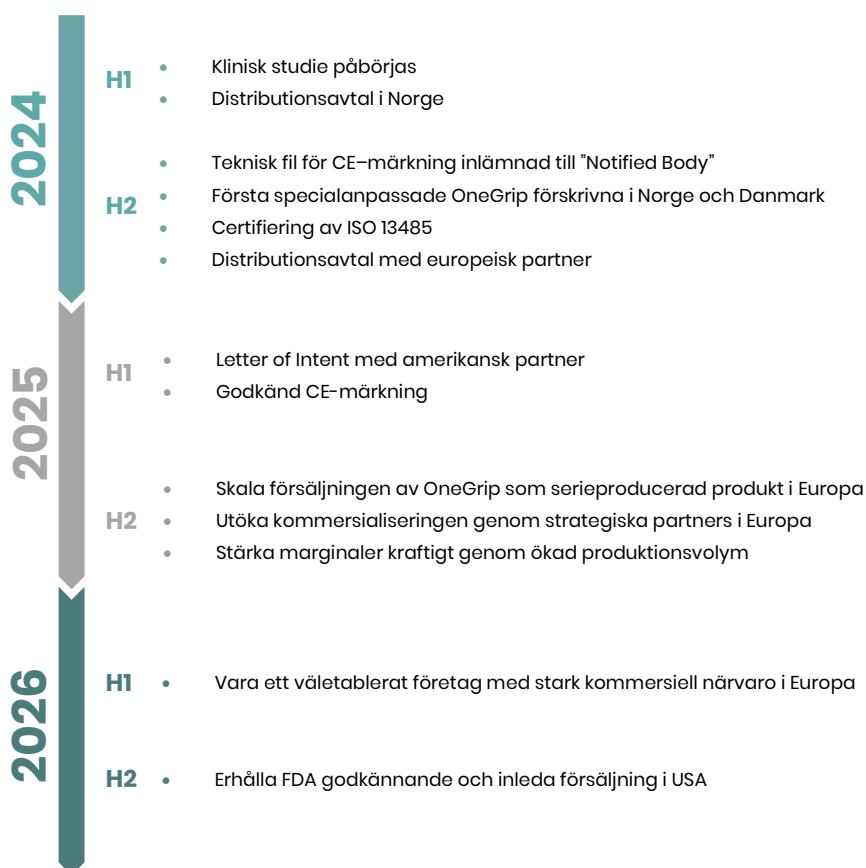 2024
H1
• Klinisk studie påbörjas
• Distributionsavtal i Norge
H2
• Teknisk fil för CE–märkning inlämnad till ”Notified Body”
• Första specialanpassade OneGrip förskrivna i Norge och Danmark
• Certifiering av ISO 13485
• Distributionsavtal med europeisk partner
2025
H1
• Letter of Intent med amerikansk partner
• Godkänd CE-märkning
H2
• Skala försäljningen av OneGrip som serieproducerad produkt i Europa
• Utöka kommersialiseringen genom strategiska partners i Europa
• Stärka marginaler kraftigt genom ökad produktionsvolym
2026
H1 • Vara ett väletablerat företag med stark kommersiell närvaro i Europa
H2 • Erhålla FDA godkännande och inleda försäljning i USA